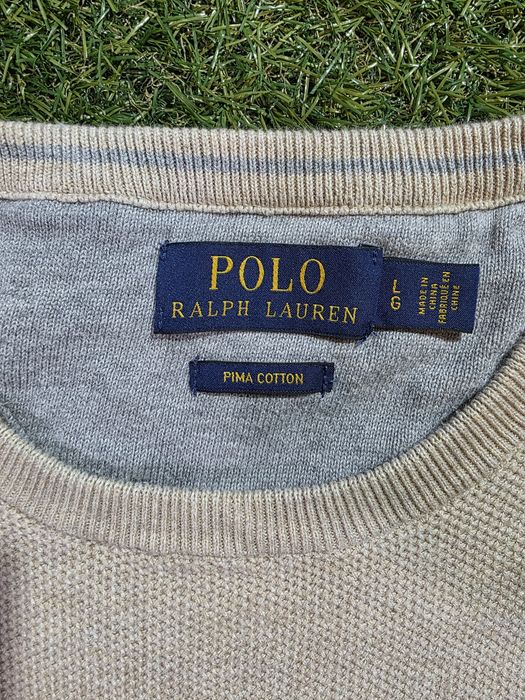 POLO
RALPH LAUREN
L
G
MADE IN
CHINA
FABRIQUÉ EN
CHINE
PIMA COTTON